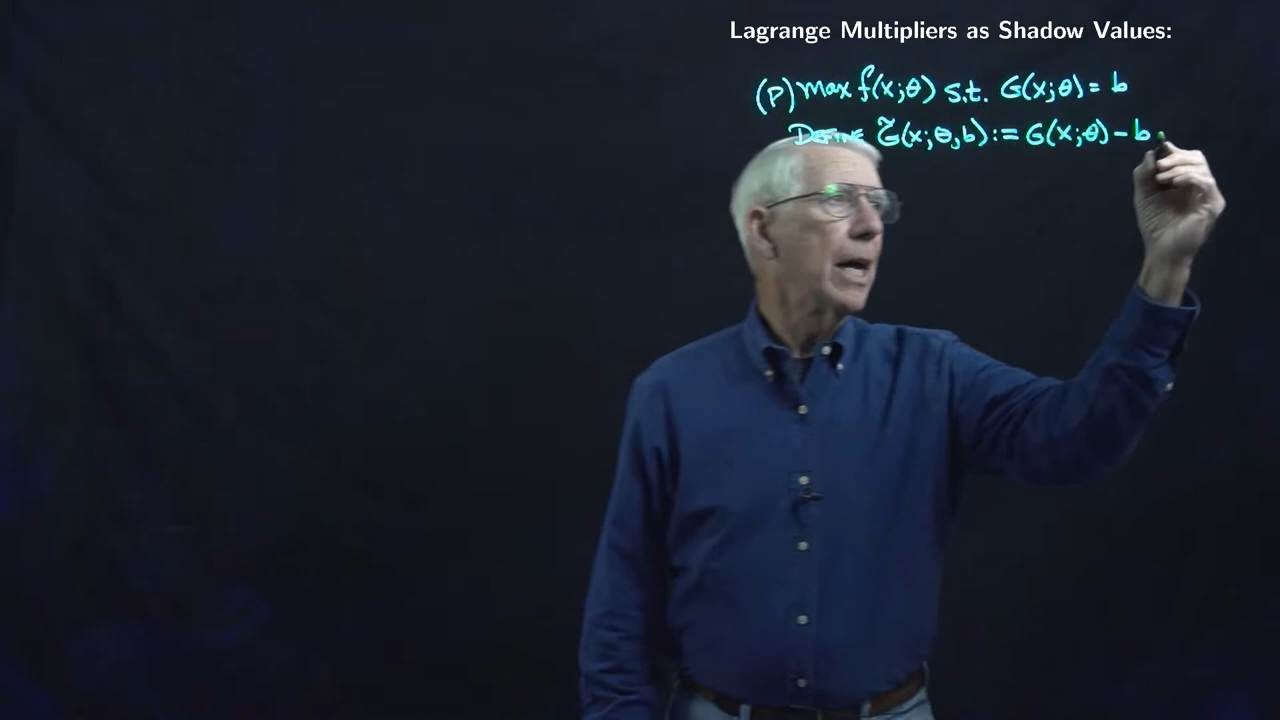 Lagrange Multipliers as Shadow Values:
(P) max f(x;θ) s.t. G(x;θ) = b
DEFINE G̃(x;θ,b) := G(x;θ) − b